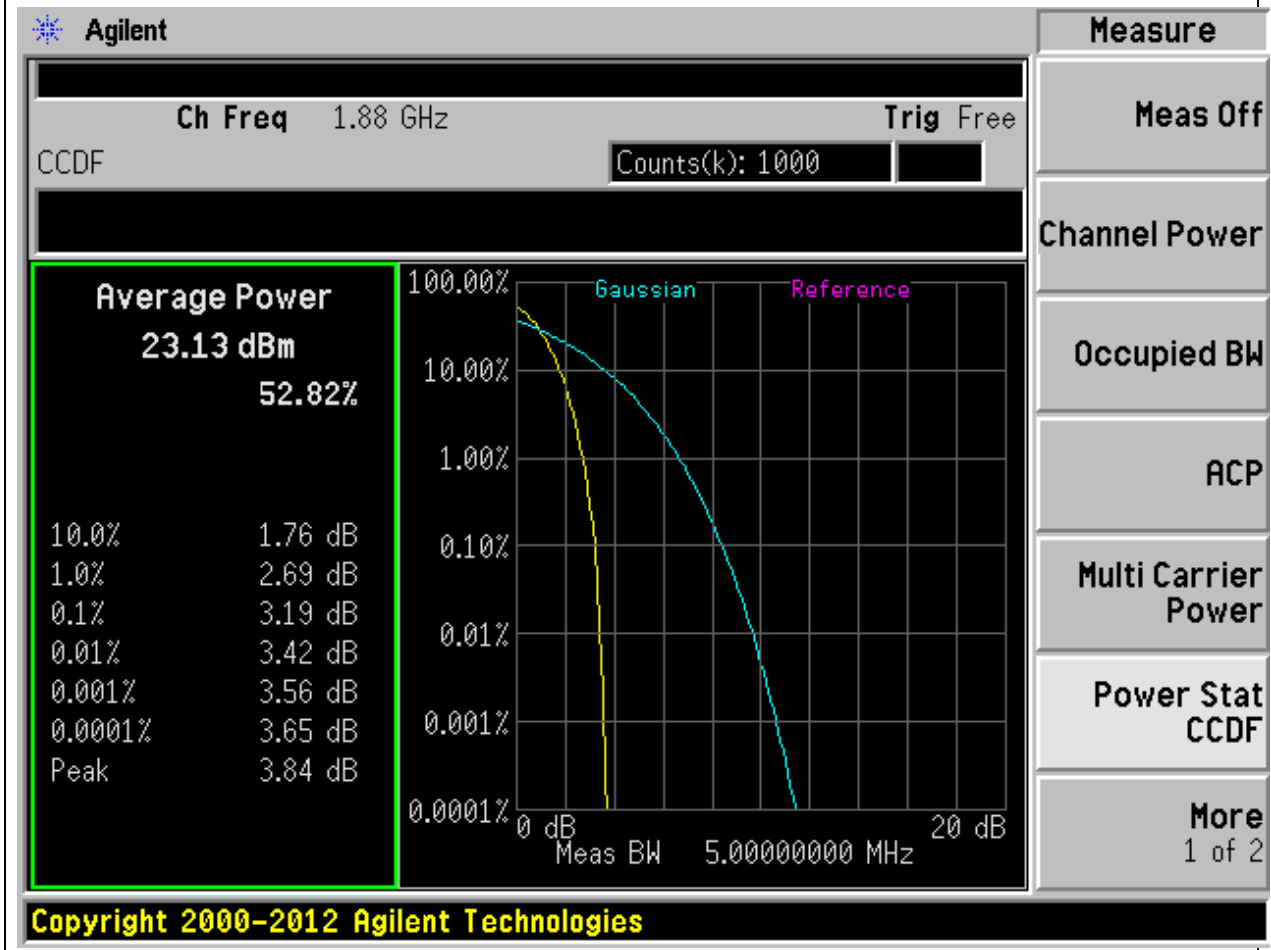 Agilent
Ch Freq 1.88 GHz Trig Free
CCDF Counts(k): 1000
Average Power
23.13 dBm
52.82%
10.0% 1.76 dB
1.0% 2.69 dB
0.1% 3.19 dB
0.01% 3.42 dB
0.001% 3.56 dB
0.0001% 3.65 dB
Peak 3.84 dB
Gaussian Reference
100.00%
10.00%
1.00%
0.10%
0.01%
0.001%
0.0001%
0 dB 20 dB
Meas BW 5.00000000 MHz
Measure
Meas Off
Channel Power
Occupied BW
ACP
Multi Carrier
Power
Power Stat
CCDF
More
1 of 2
Copyright 2000-2012 Agilent Technologies